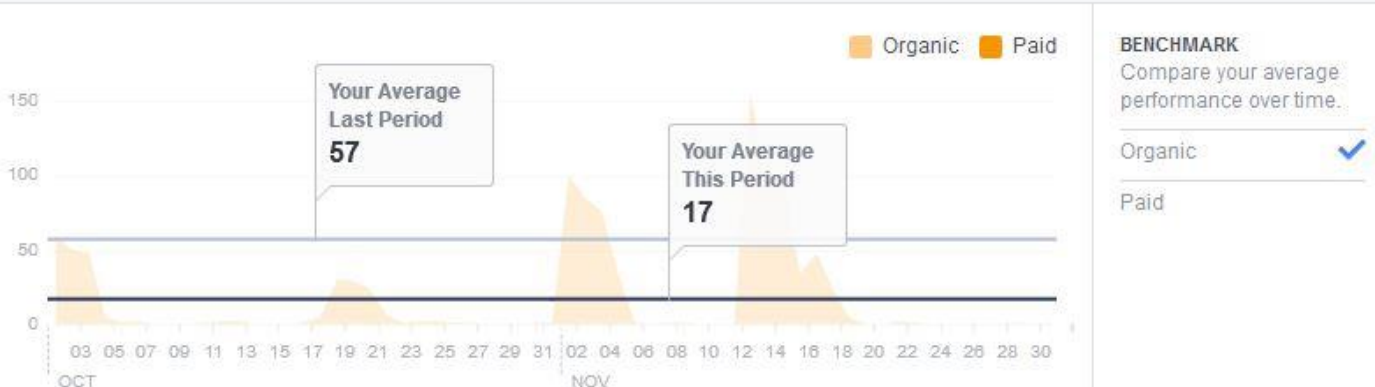 Organic Paid
BENCHMARK
Compare your average
performance over time.
Organic
Paid
150
100
50
0
Your Average
Last Period
57
Your Average
This Period
17
03 05 07 09 11 13 15 17 19 21 23 25 27 29 31 02 04 06 08 10 12 14 16 18 20 22 24 26 28 30
OCT NOV